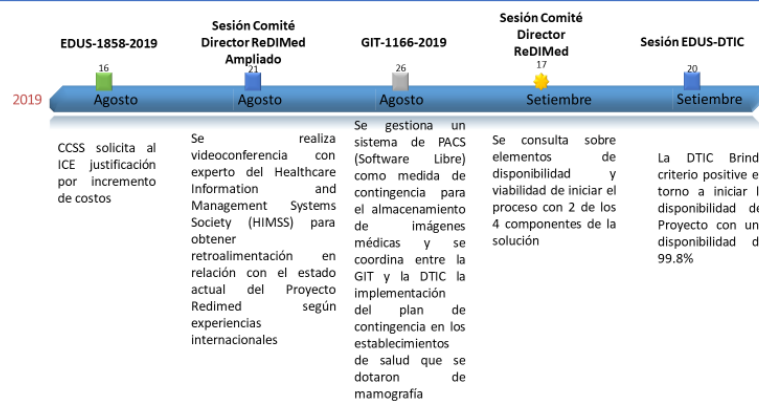 EDUS-1858-2019
16
Agosto
CCSS solicita al
ICE justificación
por incremento
de costos
Sesión Comité
Director ReDIMed
Ampliado
21
Agosto
Se realiza
videoconferencia con
experto del Healthcare
Information and
Management Systems
Society (HIMSS) para
obtener
retroalimentación en
relación con el estado
actual del Proyecto
Redimed según
experiencias
internacionales
GIT-1166-2019
26
Agosto
Se gestiona un
sistema de PACS
(Software Libre)
como medida de
contingencia para
el almacenamiento
de imágenes
médicas y se
coordina entre la
GIT y la DTIC la
implementación
del plan de
contingencia en los
establecimientos
de salud que se
dotaron de
mamografía
Sesión Comité
Director
ReDIMed
17
Setiembre
Se consulta sobre
elementos de
disponibilidad y
viabilidad de iniciar el
proceso con 2 de los
4 componentes de la
solución
Sesión EDUS-DTIC
20
Setiembre
La DTIC Brind
criterio positive e
torno a iniciar l
disponibilidad de
Proyecto con un
disponibilidad d
99.8%
2019